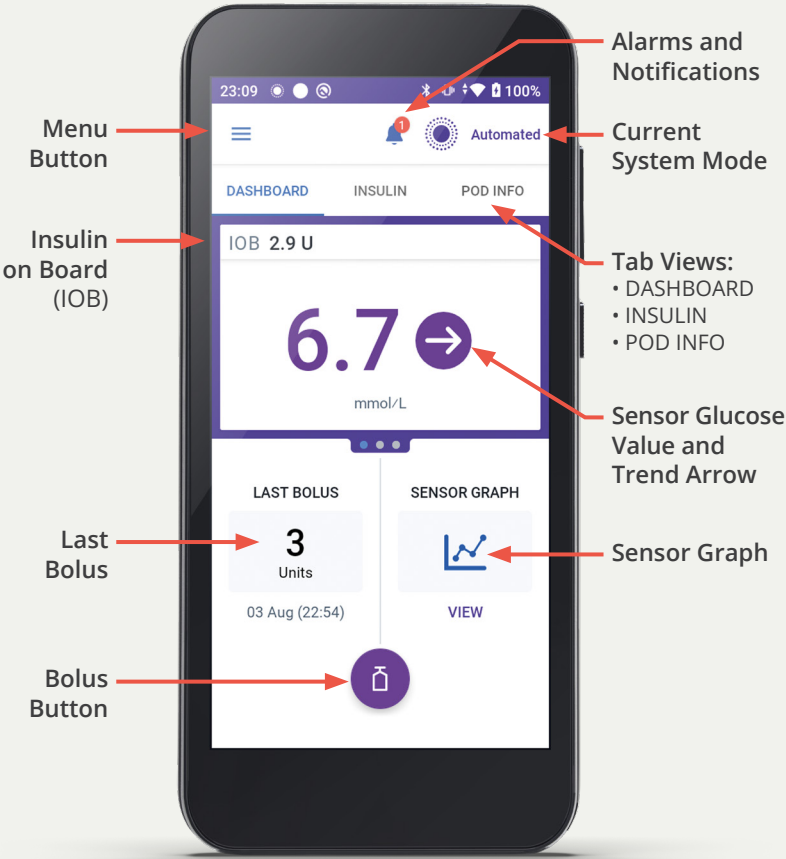 Alarms and
Notifications
23:09 100%
Menu
Button
1
Automated
Current
System Mode
DASHBOARD INSULIN POD INFO
Insulin
on Board
(IOB)
IOB 2.9 U
Tab Views:
• DASHBOARD
• INSULIN
• POD INFO
6.7
mmol/L
Sensor Glucose
Value and
Trend Arrow
LAST BOLUS SENSOR GRAPH
Last
Bolus
3
Units
Sensor Graph
03 Aug (22:54) VIEW
Bolus
Button